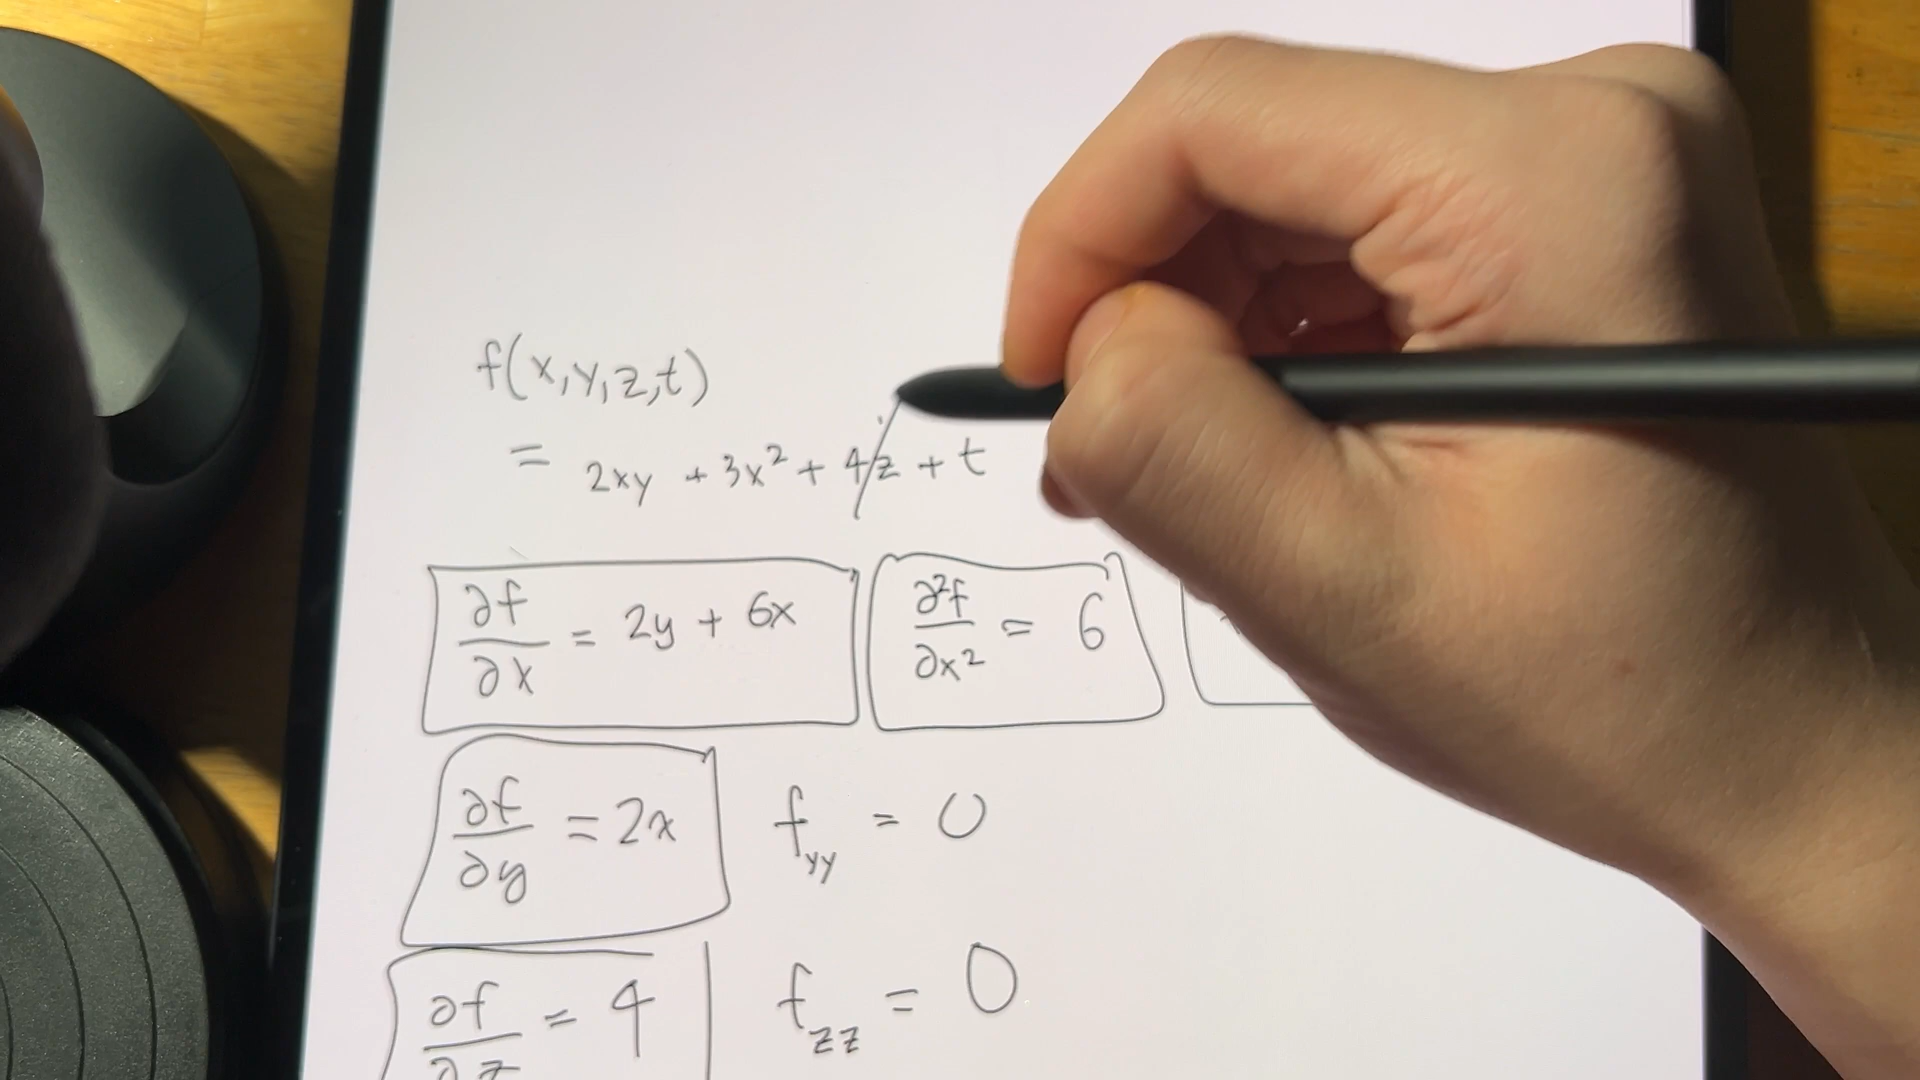 f(x,y,z,t)
= 2xy + 3x² + 4z + t
∂f/∂x = 2y + 6x
∂²f/∂x² = 6
∂f/∂y = 2x
f_yy = 0
∂f/∂z = 4
f_zz = 0